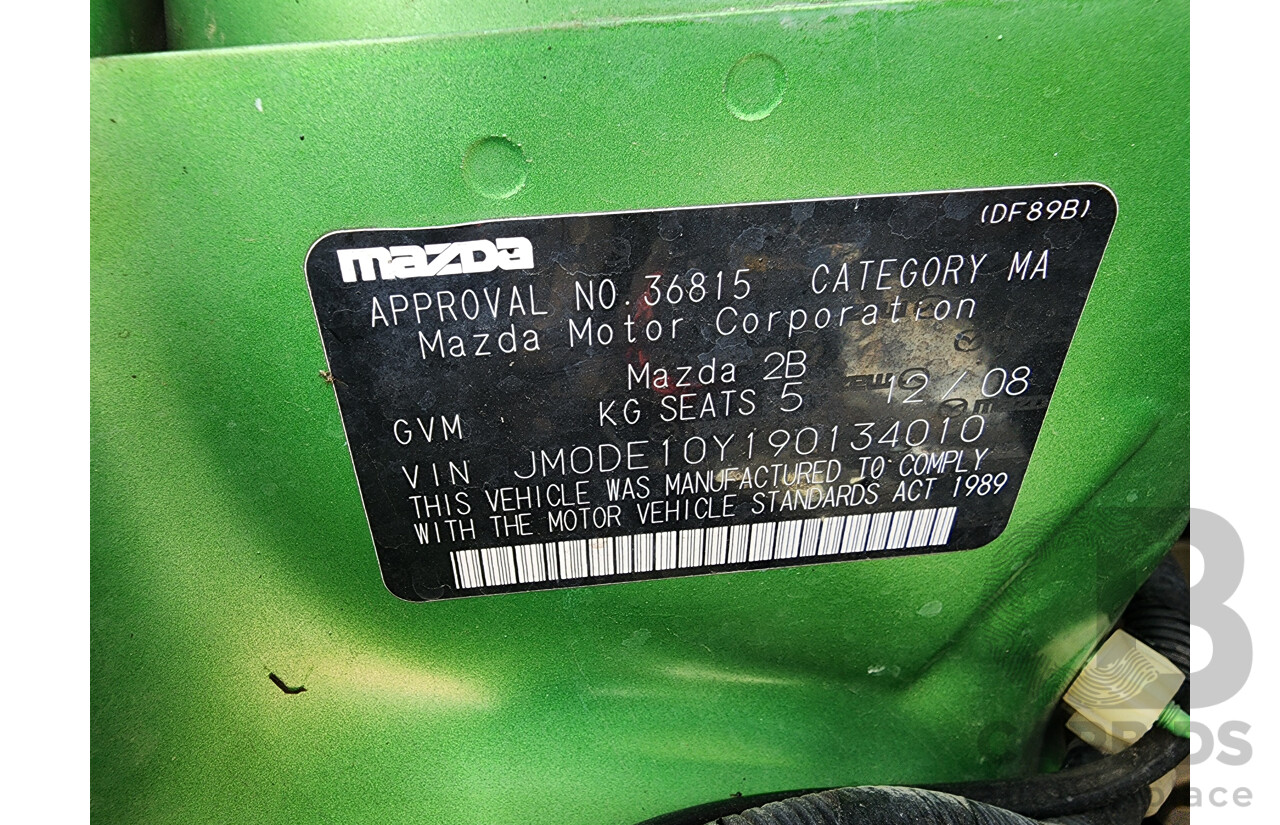 mazda
(DF89B)
APPROVAL NO. 36815 CATEGORY MA
Mazda Motor Corporation
Mazda 2B
GVM KG SEATS 5 12/08
VIN JM0DE10Y190134010
THIS VEHICLE WAS MANUFACTURED TO COMPLY
WITH THE MOTOR VEHICLE STANDARDS ACT 1989